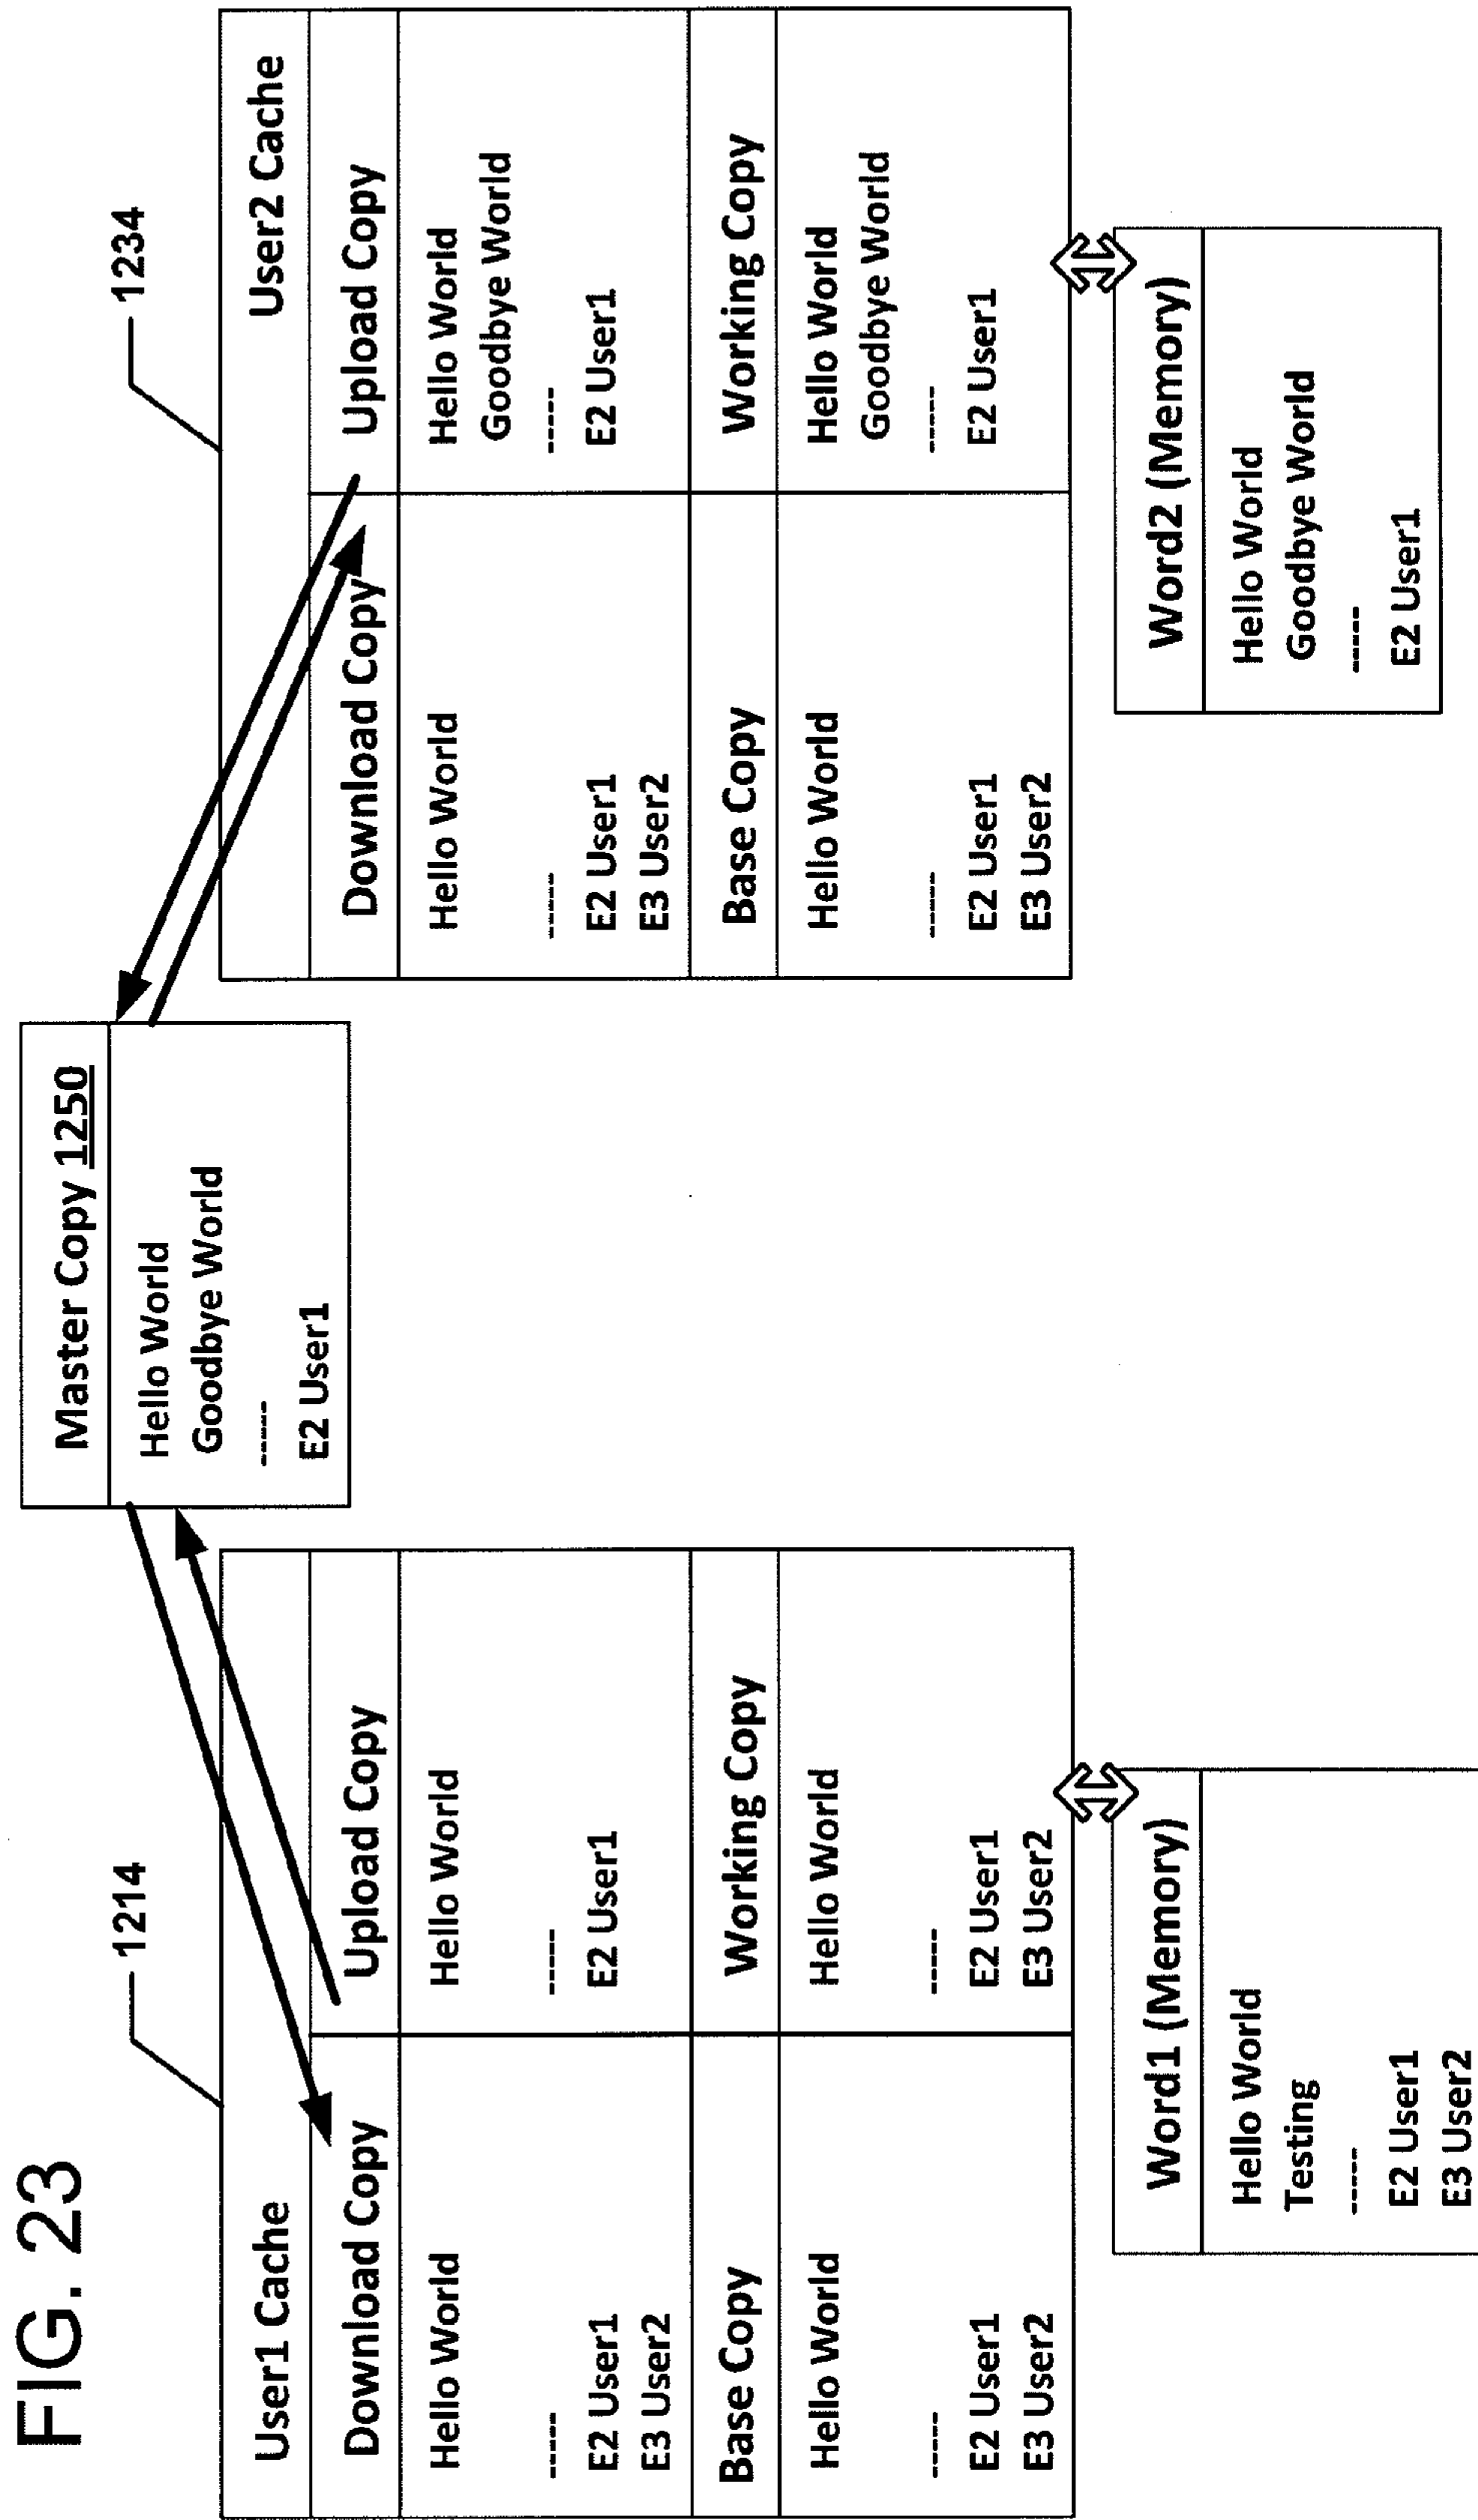 FIG. 23
Master Copy 1250
Hello World
Goodbye World
-----
E2 User1
1214
User1 Cache
Download Copy
Hello World
-----
E2 User1
E3 User2
Upload Copy
Hello World
-----
E2 User1
Base Copy
Hello World
-----
E2 User1
E3 User2
Working Copy
Hello World
-----
E2 User1
E3 User2
Word1 (Memory)
Hello World
Testing
-----
E2 User1
E3 User2
1234
User2 Cache
Download Copy
Hello World
-----
E2 User1
E3 User2
Upload Copy
Hello World
Goodbye World
-----
E2 User1
Base Copy
Hello World
-----
E2 User1
E3 User2
Working Copy
Hello World
Goodbye World
-----
E2 User1
Word2 (Memory)
Hello World
Goodbye World
-----
E2 User1